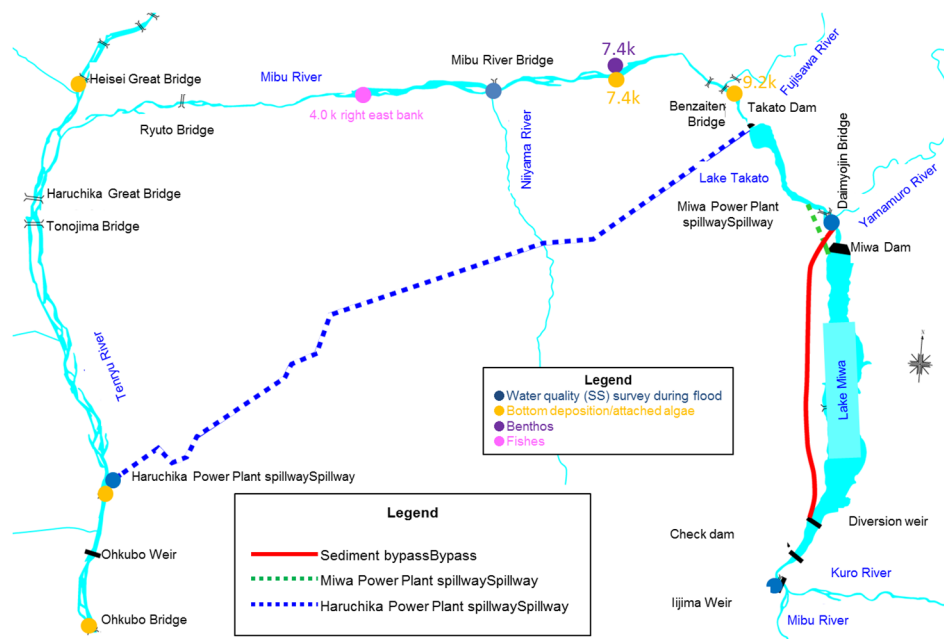 7.4k
Heisei Great Bridge
Mibu River
Mibu River Bridge
7.4k
9.2k
Fujisawa River
4.0 k right east bank
Benzaiten
Bridge
Takato Dam
Ryuto Bridge
Niiyama River
Lake Takato
Daimyojin Bridge
Haruchika Great Bridge
Tonojima Bridge
Miwa Power Plant
spillwaySpillway
Yamamuro River
Miwa Dam
N
Tenryu River
Lake Miwa
Legend
Water quality (SS) survey during flood
Bottom deposition/attached algae
Benthos
Fishes
Haruchika Power Plant spillwaySpillway
Legend
Sediment bypassBypass
Miwa Power Plant spillwaySpillway
Haruchika Power Plant spillwaySpillway
Check dam
Diversion weir
Ohkubo Weir
Kuro River
Iijima Weir
Mibu River
Ohkubo Bridge